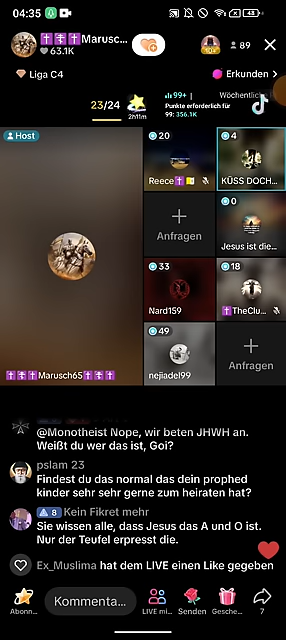 04:35
43
✝️✝️✝️Marusc...
63.1K
89
Liga C4
Erkunden >
23/24
2h11m
99+
Punkte erforderlich für
99: 356.1K
Wöchentlich
Host
20
Reece✝️
4
KÜSS DOCH...
+
Anfragen
0
Jesus ist die...
33
Nard159
18
✝️TheClu...
✝️✝️✝️Marusch65✝️✝️✝️
49
nejiadel99
+
Anfragen
@Monotheist Nope, wir beten JHWH an.
Weißt du wer das ist, Goi?
pslam 23
Findest du das normal das dein prophed
kinder sehr sehr gerne zum heiraten hat?
8 Kein Fikret mehr
Sie wissen alle, dass Jesus das A und O ist.
Nur der Teufel erpresst die.
Ex_Muslima hat dem LIVE einen Like gegeben
Kommenta...
Abonn...
LIVE mi...
Senden
Gesche...
7